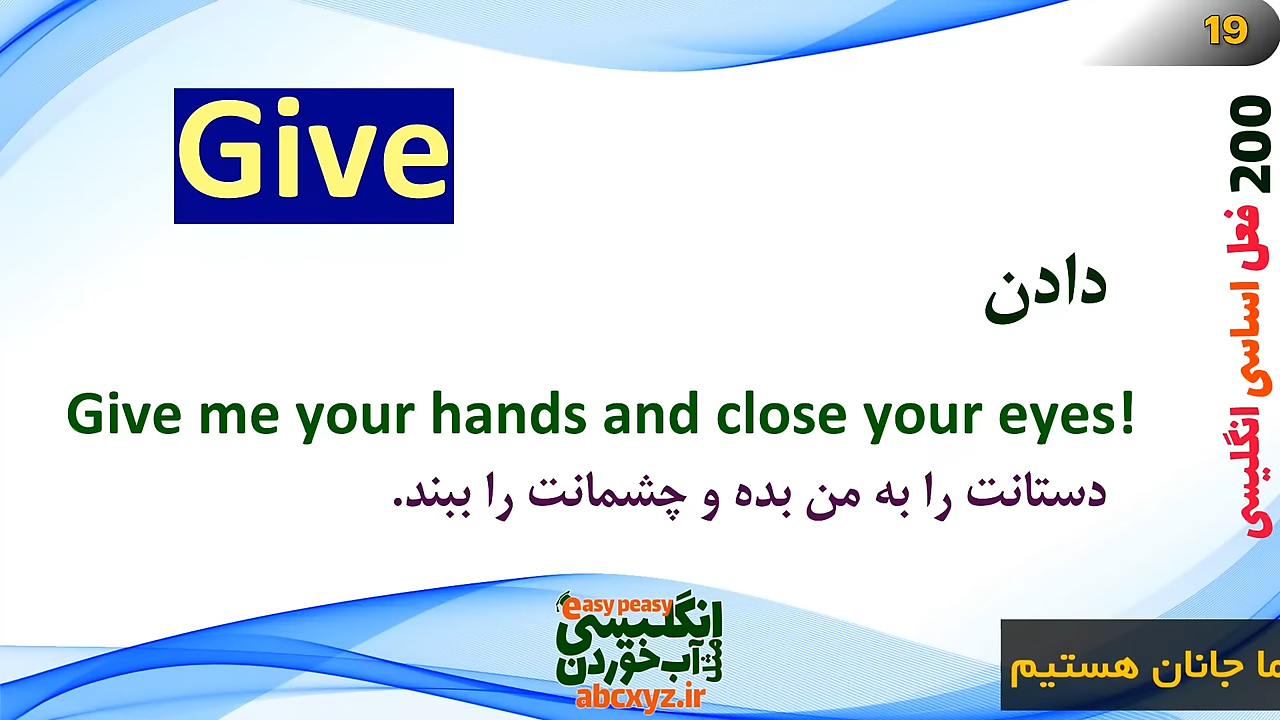 19
Give
200 فعل اساسی انگلیسی
دادن
Give me your hands and close your eyes!
دستانت را به من بده و چشمانت را ببند.
easy peasy
انگلیسی
مثل آب خوردن
abcxyz.ir
ما جانان هستیم